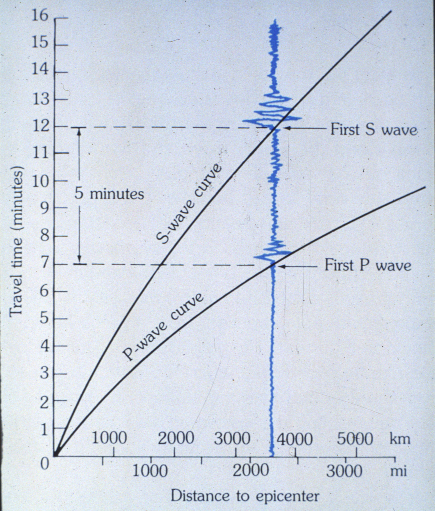 16
15
14
13
12
First S wave
11
10
5 minutes
9
8
7
First P wave
6
5
4
3
2
1
0
Travel time (minutes)
S-wave curve
P-wave curve
1000 2000 3000 4000 5000 km
1000 2000 3000 mi
Distance to epicenter